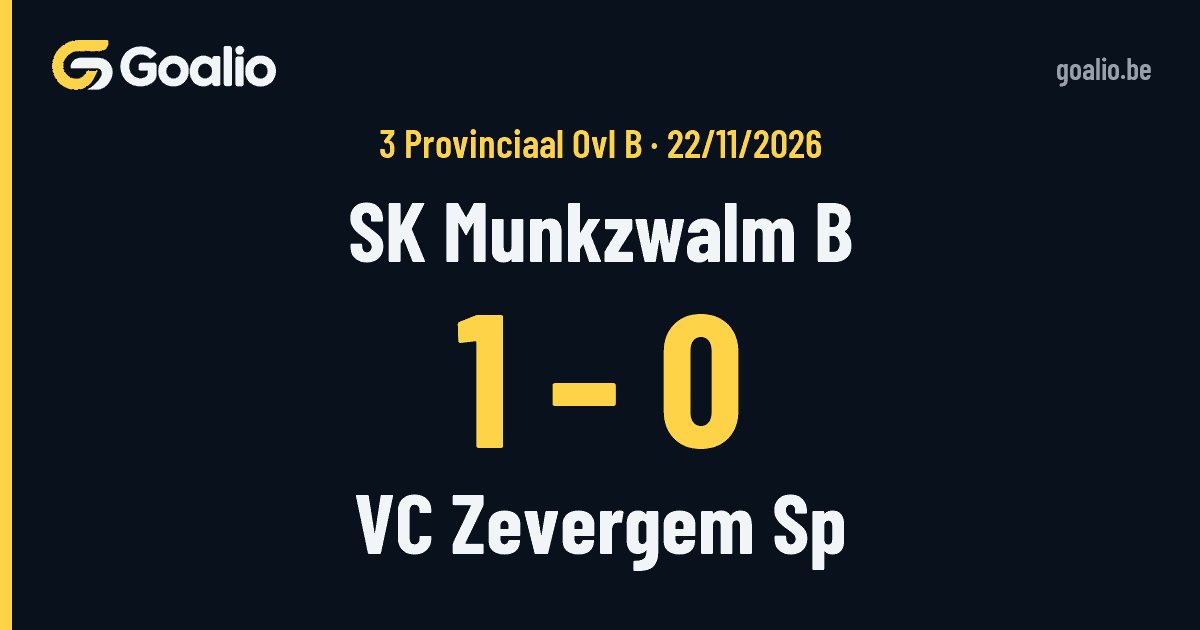 Goalio
goalio.be
3 Provinciaal Ovl B · 22/11/2026
SK Munkzwalm B
1 – 0
VC Zevergem Sp